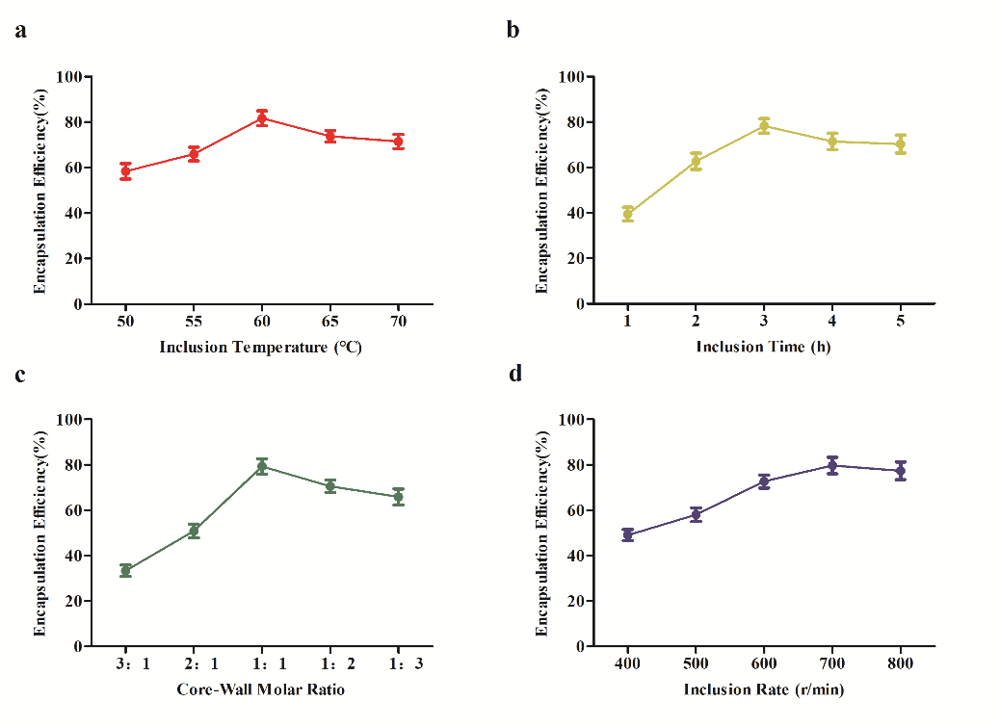 a
100
80
60
40
20
0
Encapsulation Efficiency(%)
50 55 60 65 70
Inclusion Temperature (℃)
b
100
80
60
40
20
0
Encapsulation Efficiency(%)
1 2 3 4 5
Inclusion Time (h)
c
100
80
60
40
20
0
Encapsulation Efficiency(%)
3：1 2：1 1：1 1：2 1：3
Core-Wall Molar Ratio
d
100
80
60
40
20
0
Encapsulation Efficiency(%)
400 500 600 700 800
Inclusion Rate (r/min)